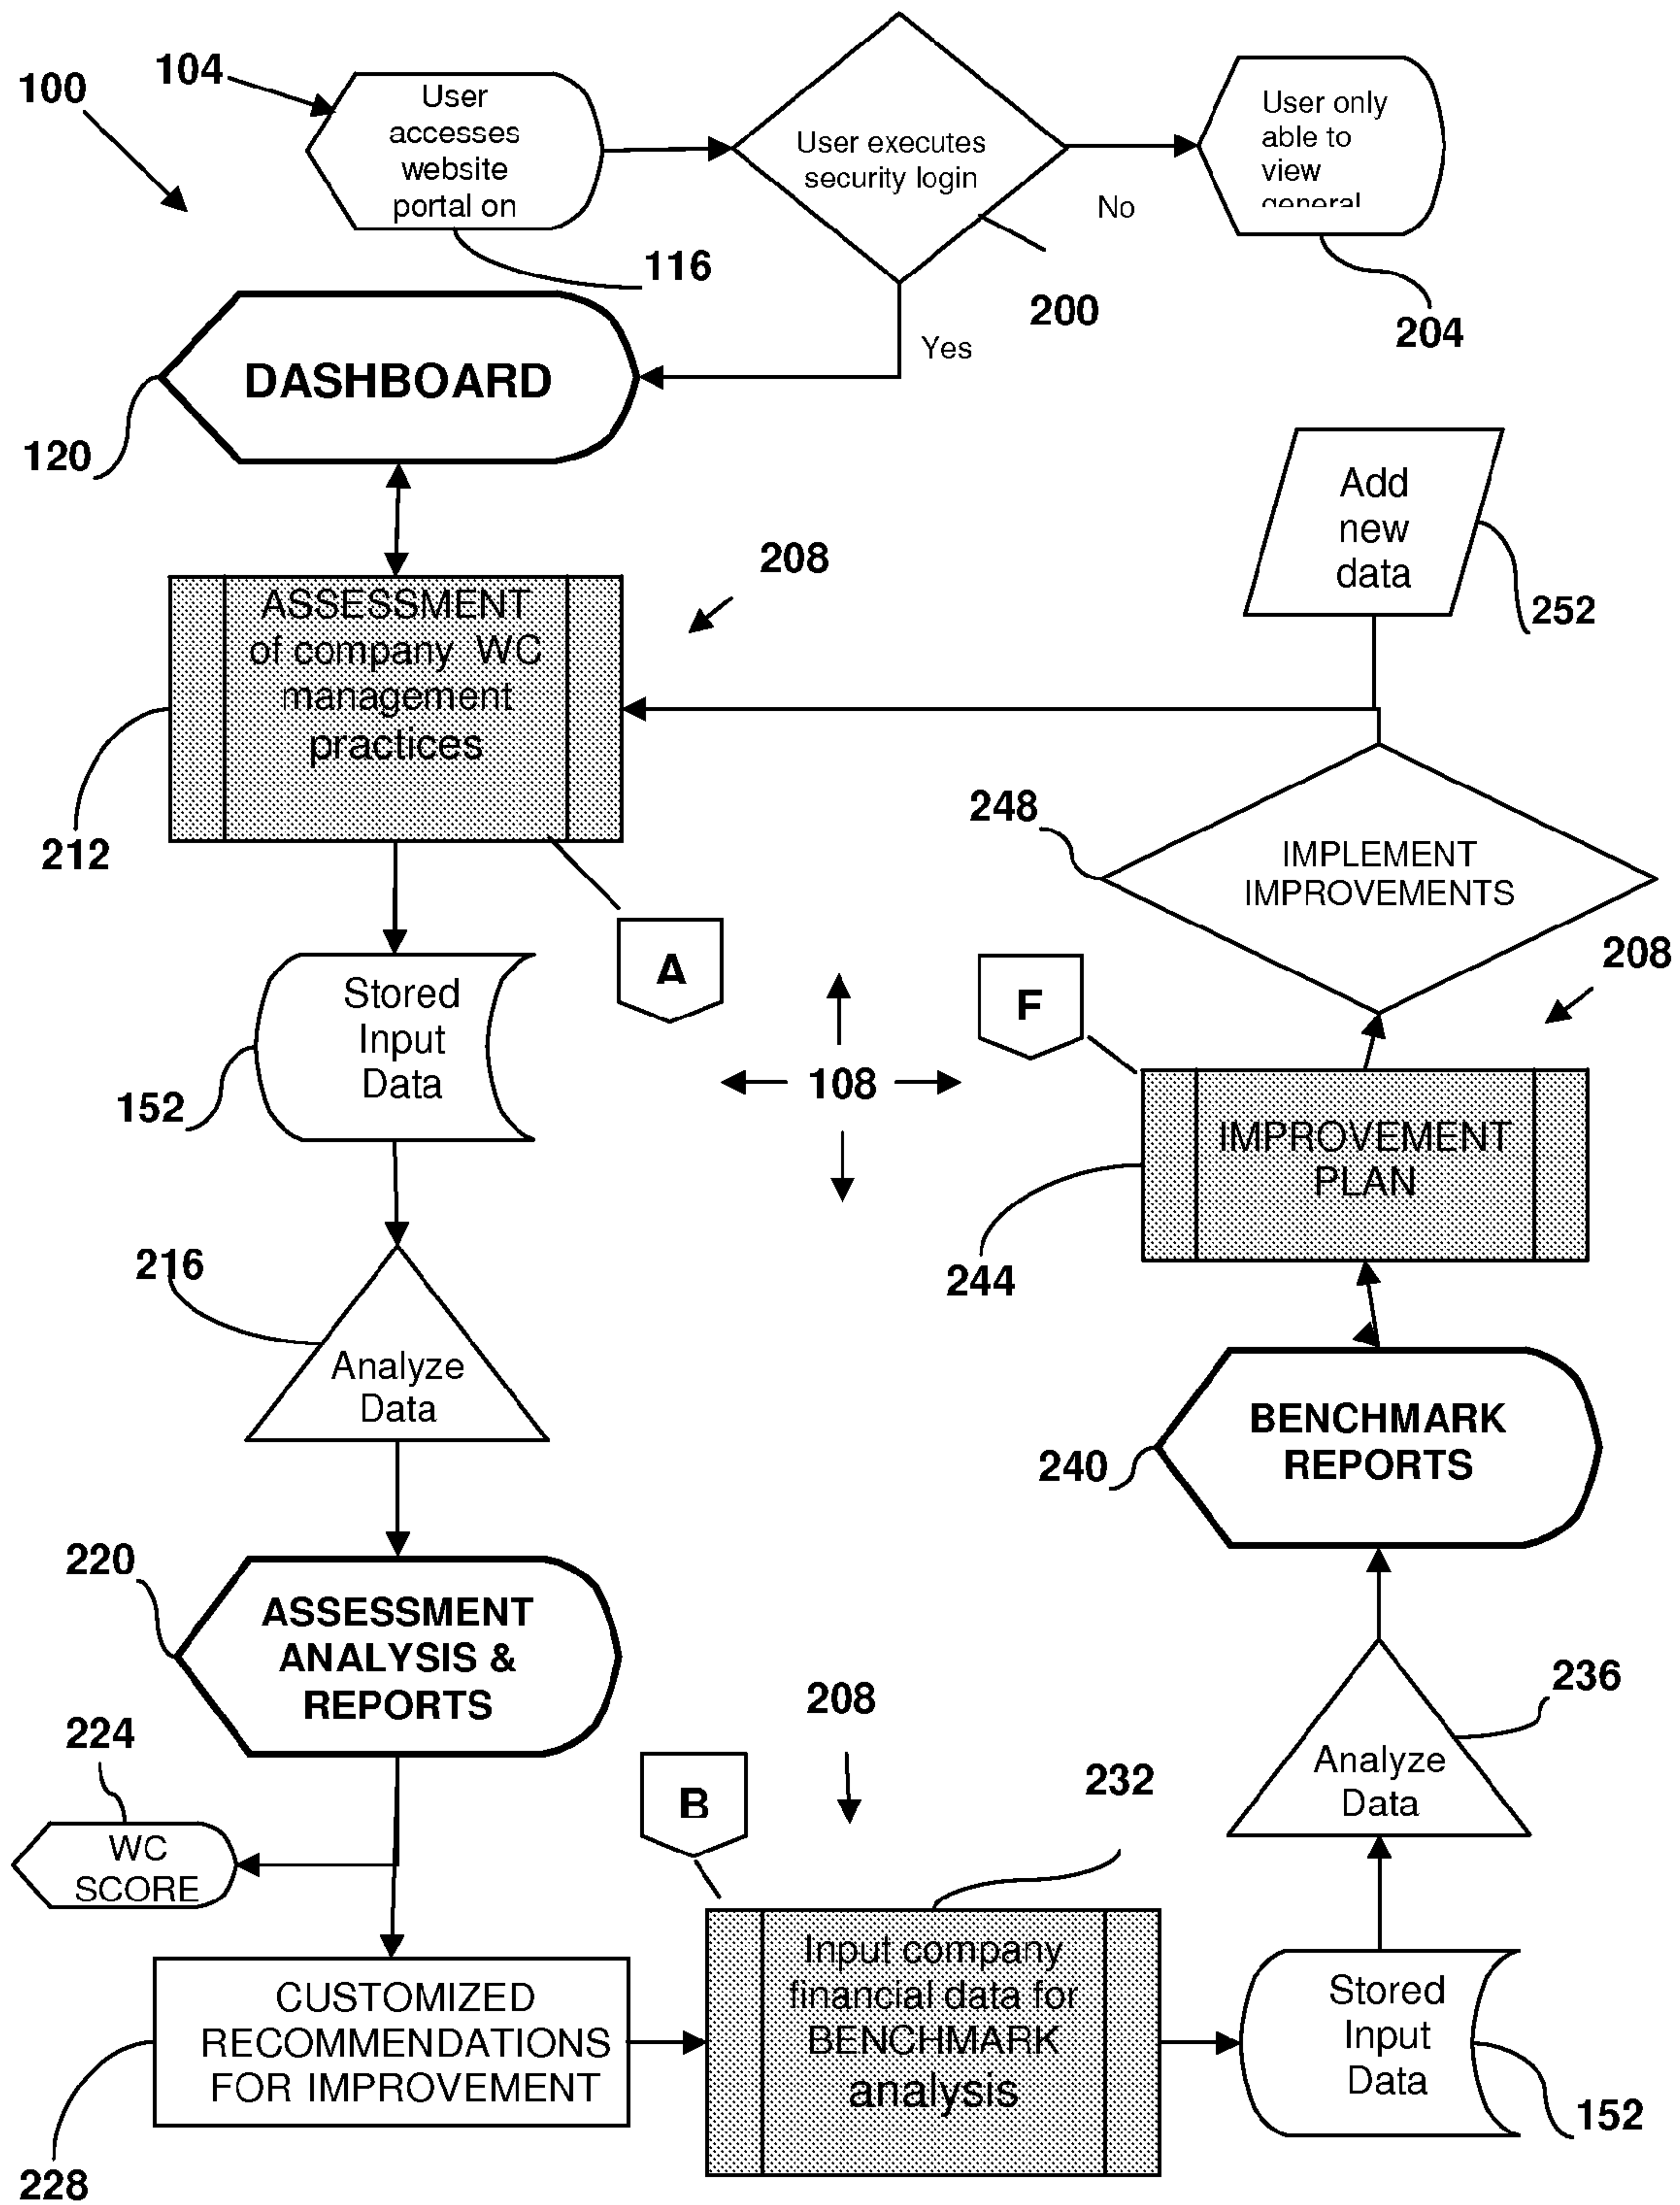 100
104
User
accesses
website
portal on
116
User executes
security login
200
No
Yes
User only
able to
view
general
204
DASHBOARD
120
208
ASSESSMENT
of company WC
management
practices
212
A
Add
new
data
252
248
IMPLEMENT
IMPROVEMENTS
208
Stored
Input
Data
152
108
F
IMPROVEMENT
PLAN
244
216
Analyze
Data
BENCHMARK
REPORTS
240
220
ASSESSMENT
ANALYSIS &
REPORTS
224
WC
SCORE
208
B
232
236
Analyze
Data
CUSTOMIZED
RECOMMENDATIONS
FOR IMPROVEMENT
228
Input company
financial data for
BENCHMARK
analysis
Stored
Input
Data
152